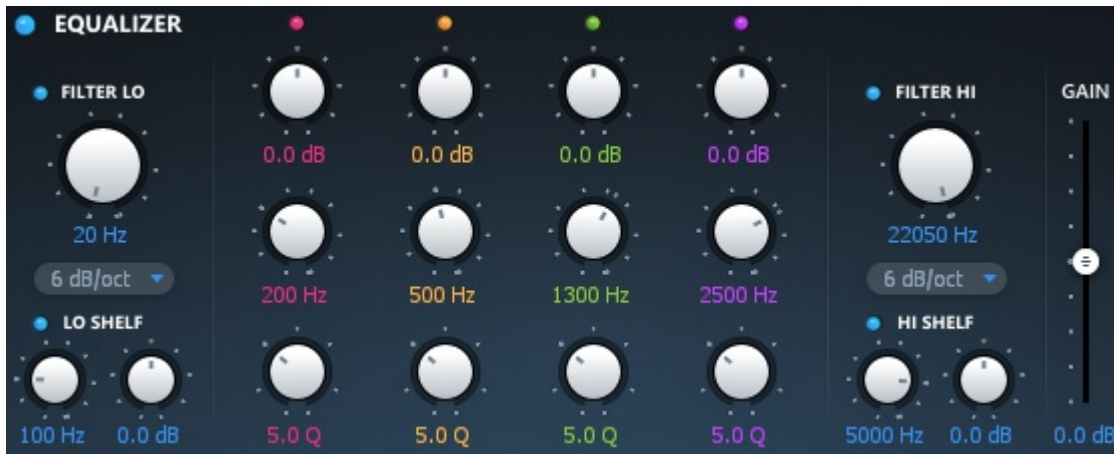 EQUALIZER
FILTER LO
FILTER HI
GAIN
0.0 dB 0.0 dB 0.0 dB 0.0 dB
20 Hz
22050 Hz
6 dB/oct
6 dB/oct
200 Hz 500 Hz 1300 Hz 2500 Hz
LO SHELF
HI SHELF
100 Hz 0.0 dB 5.0 Q 5.0 Q 5.0 Q 5.0 Q 5000 Hz 0.0 dB 0.0 dB